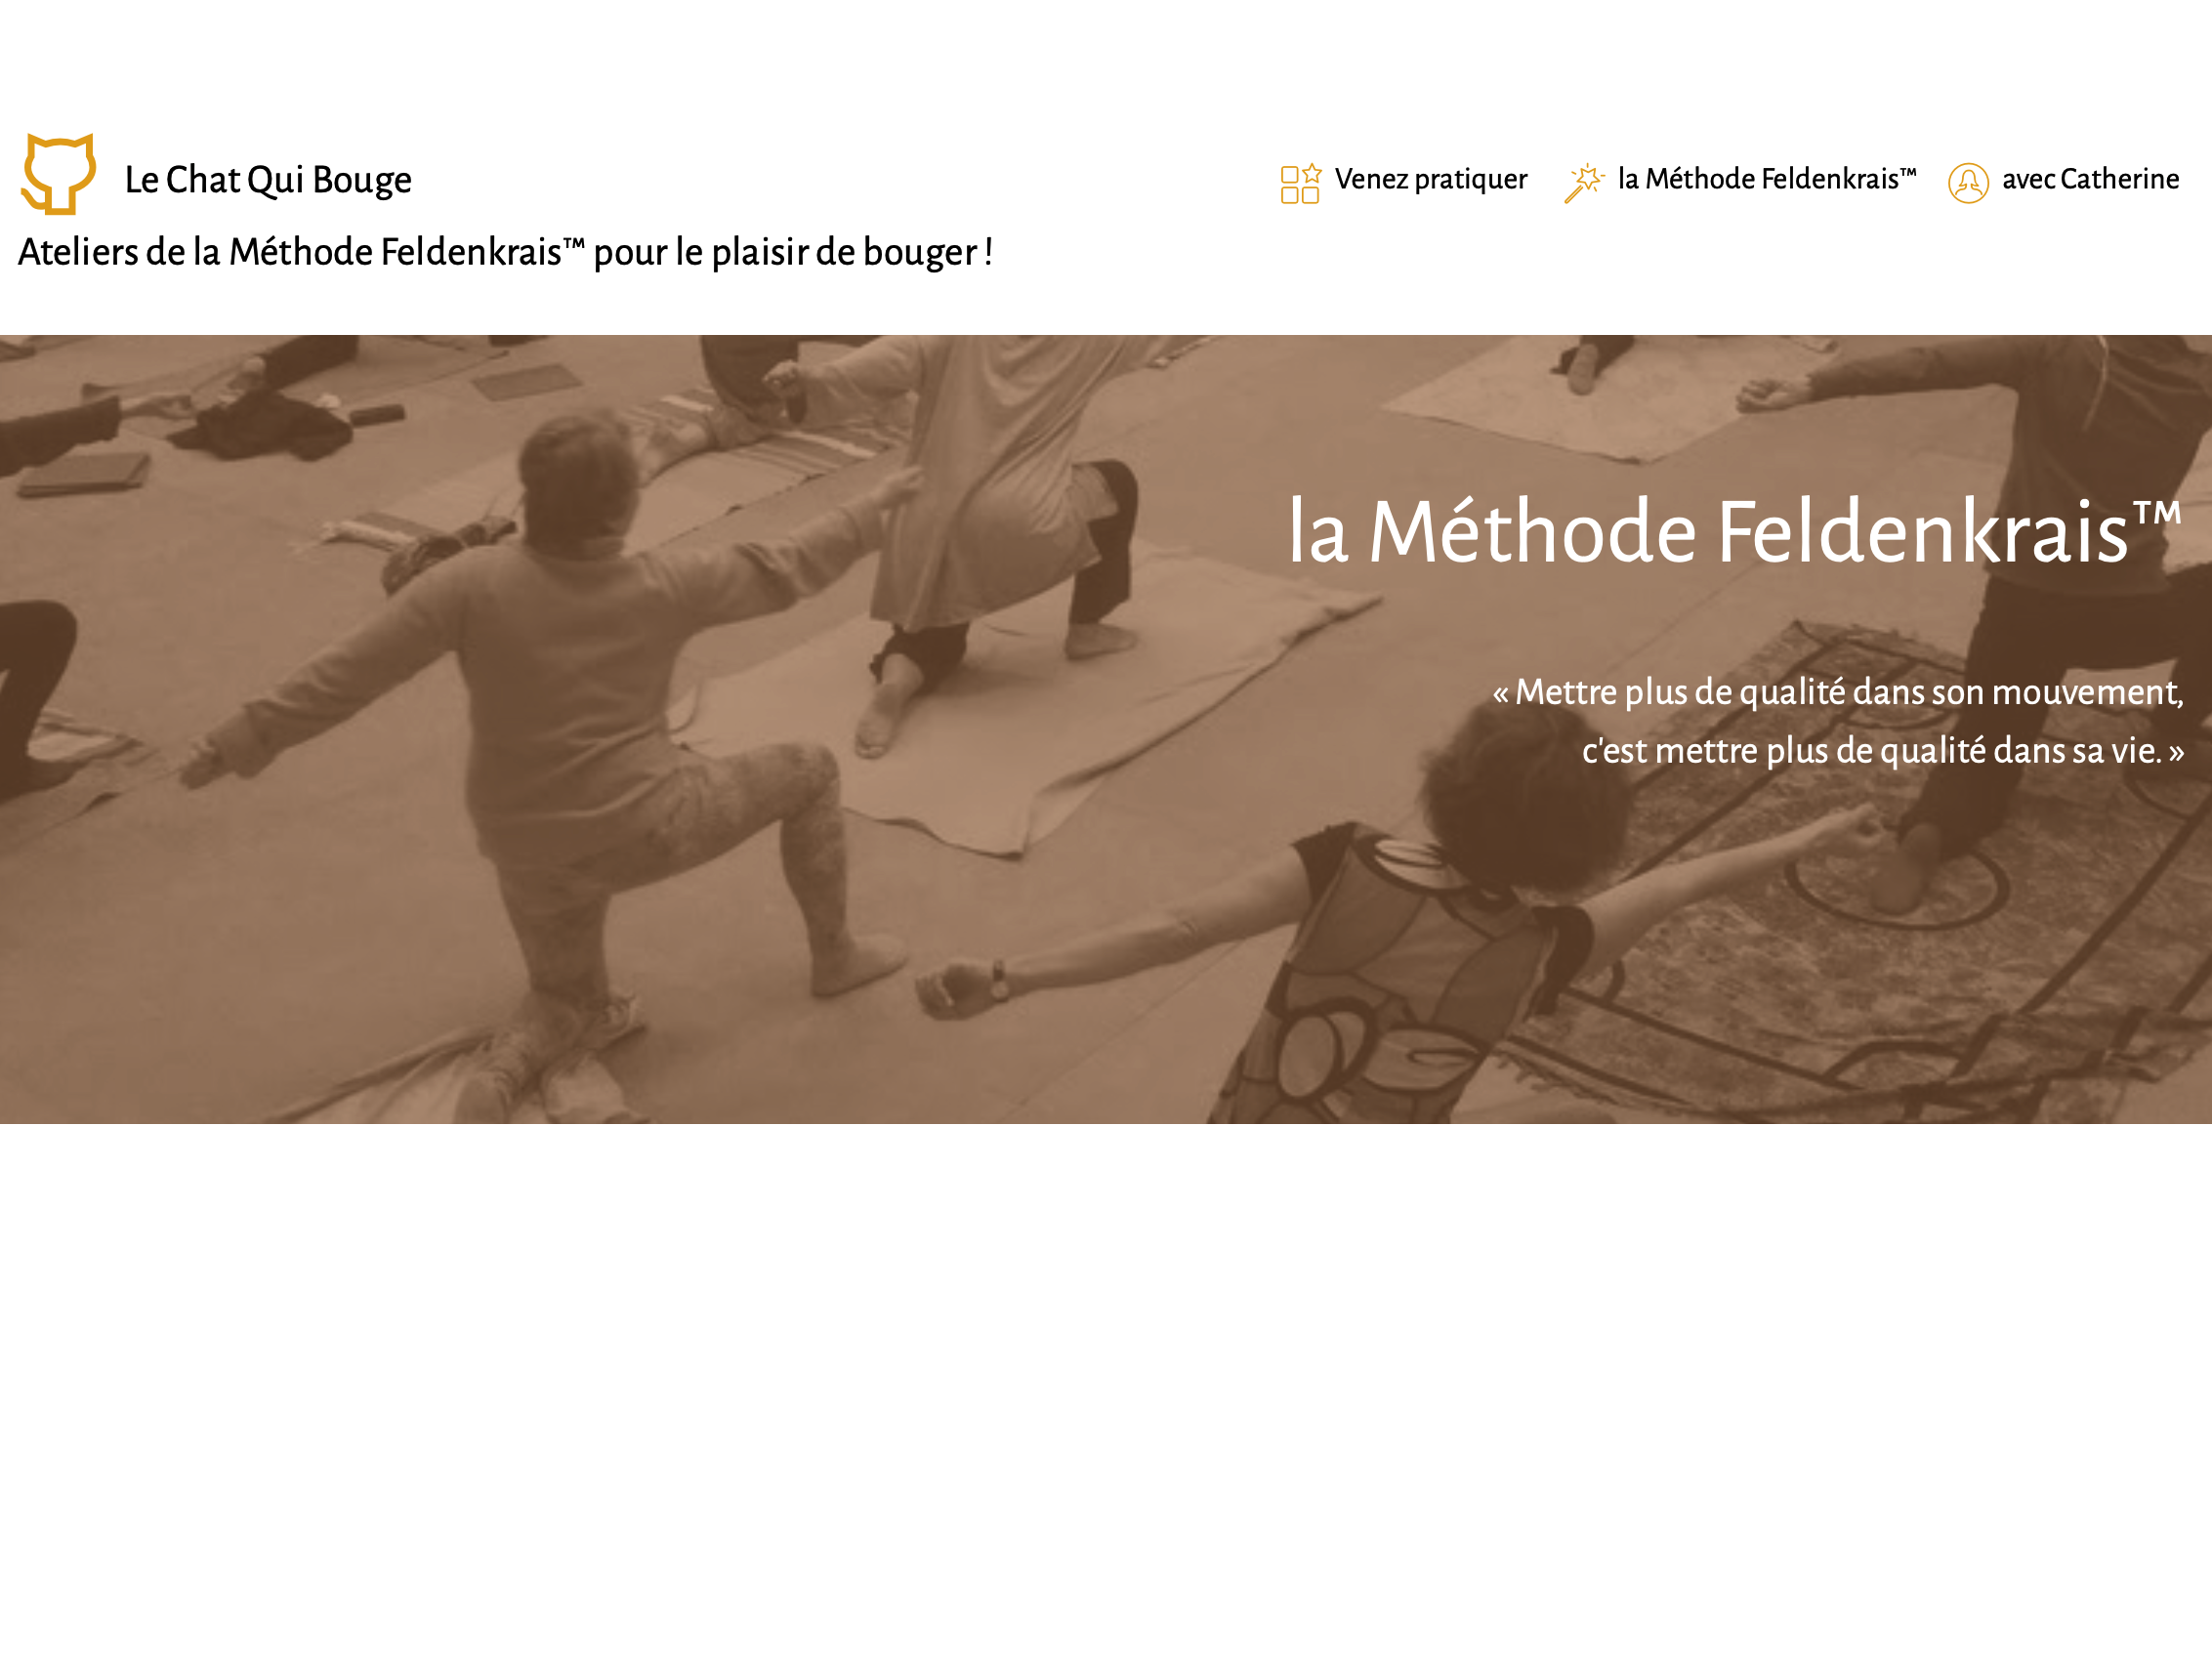 Le Chat Qui Bouge
Ateliers de la Méthode Feldenkrais™ pour le plaisir de bouger !
Venez pratiquer
la Méthode Feldenkrais™
avec Catherine
la Méthode Feldenkrais™
« Mettre plus de qualité dans son mouvement,
c'est mettre plus de qualité dans sa vie. »